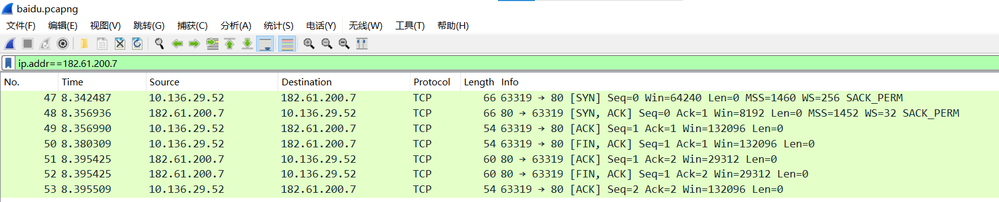 baidu.pcapng
文件(F) 编辑(E) 视图(V) 跳转(G) 捕获(C) 分析(A) 统计(S) 电话(Y) 无线(W) 工具(T) 帮助(H)
ip.addr==182.61.200.7
No. Time Source Destination Protocol Length Info
47 8.342487 10.136.29.52 182.61.200.7 TCP 66 63319 → 80 [SYN] Seq=0 Win=64240 Len=0 MSS=1460 WS=256 SACK_PERM
48 8.356936 182.61.200.7 10.136.29.52 TCP 66 80 → 63319 [SYN, ACK] Seq=0 Ack=1 Win=8192 Len=0 MSS=1452 WS=32 SACK_PERM
49 8.356990 10.136.29.52 182.61.200.7 TCP 54 63319 → 80 [ACK] Seq=1 Ack=1 Win=132096 Len=0
50 8.380309 10.136.29.52 182.61.200.7 TCP 54 63319 → 80 [FIN, ACK] Seq=1 Ack=1 Win=132096 Len=0
51 8.395425 182.61.200.7 10.136.29.52 TCP 60 80 → 63319 [ACK] Seq=1 Ack=2 Win=29312 Len=0
52 8.395425 182.61.200.7 10.136.29.52 TCP 60 80 → 63319 [FIN, ACK] Seq=1 Ack=2 Win=29312 Len=0
53 8.395509 10.136.29.52 182.61.200.7 TCP 54 63319 → 80 [ACK] Seq=2 Ack=2 Win=132096 Len=0